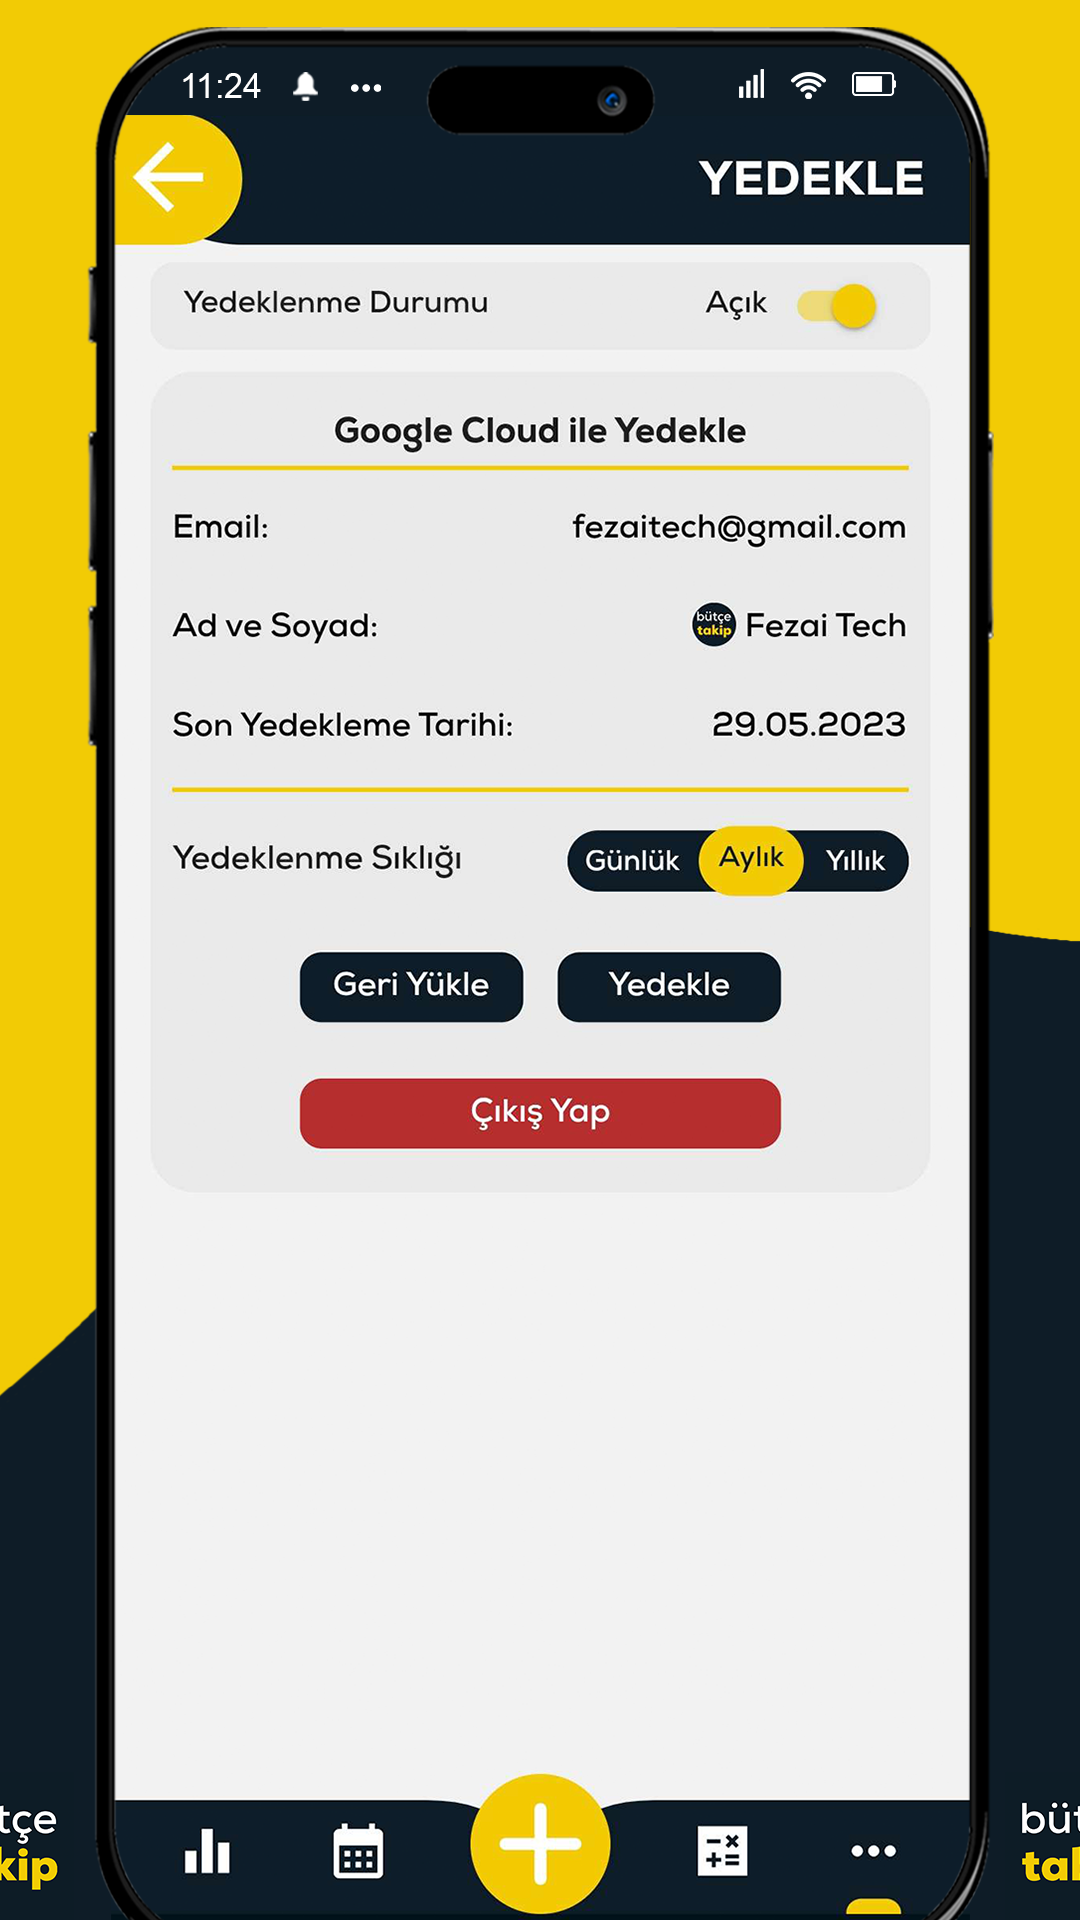 11:24
YEDEKLE
Yedeklenme Durumu Açık
Google Cloud ile Yedekle
Email: fezaitech@gmail.com
Ad ve Soyad: bütçe takip Fezai Tech
Son Yedekleme Tarihi: 29.05.2023
Yedeklenme Sıklığı Günlük Aylık Yıllık
Geri Yükle Yedekle
Çıkış Yap
tçe büt
kip tak